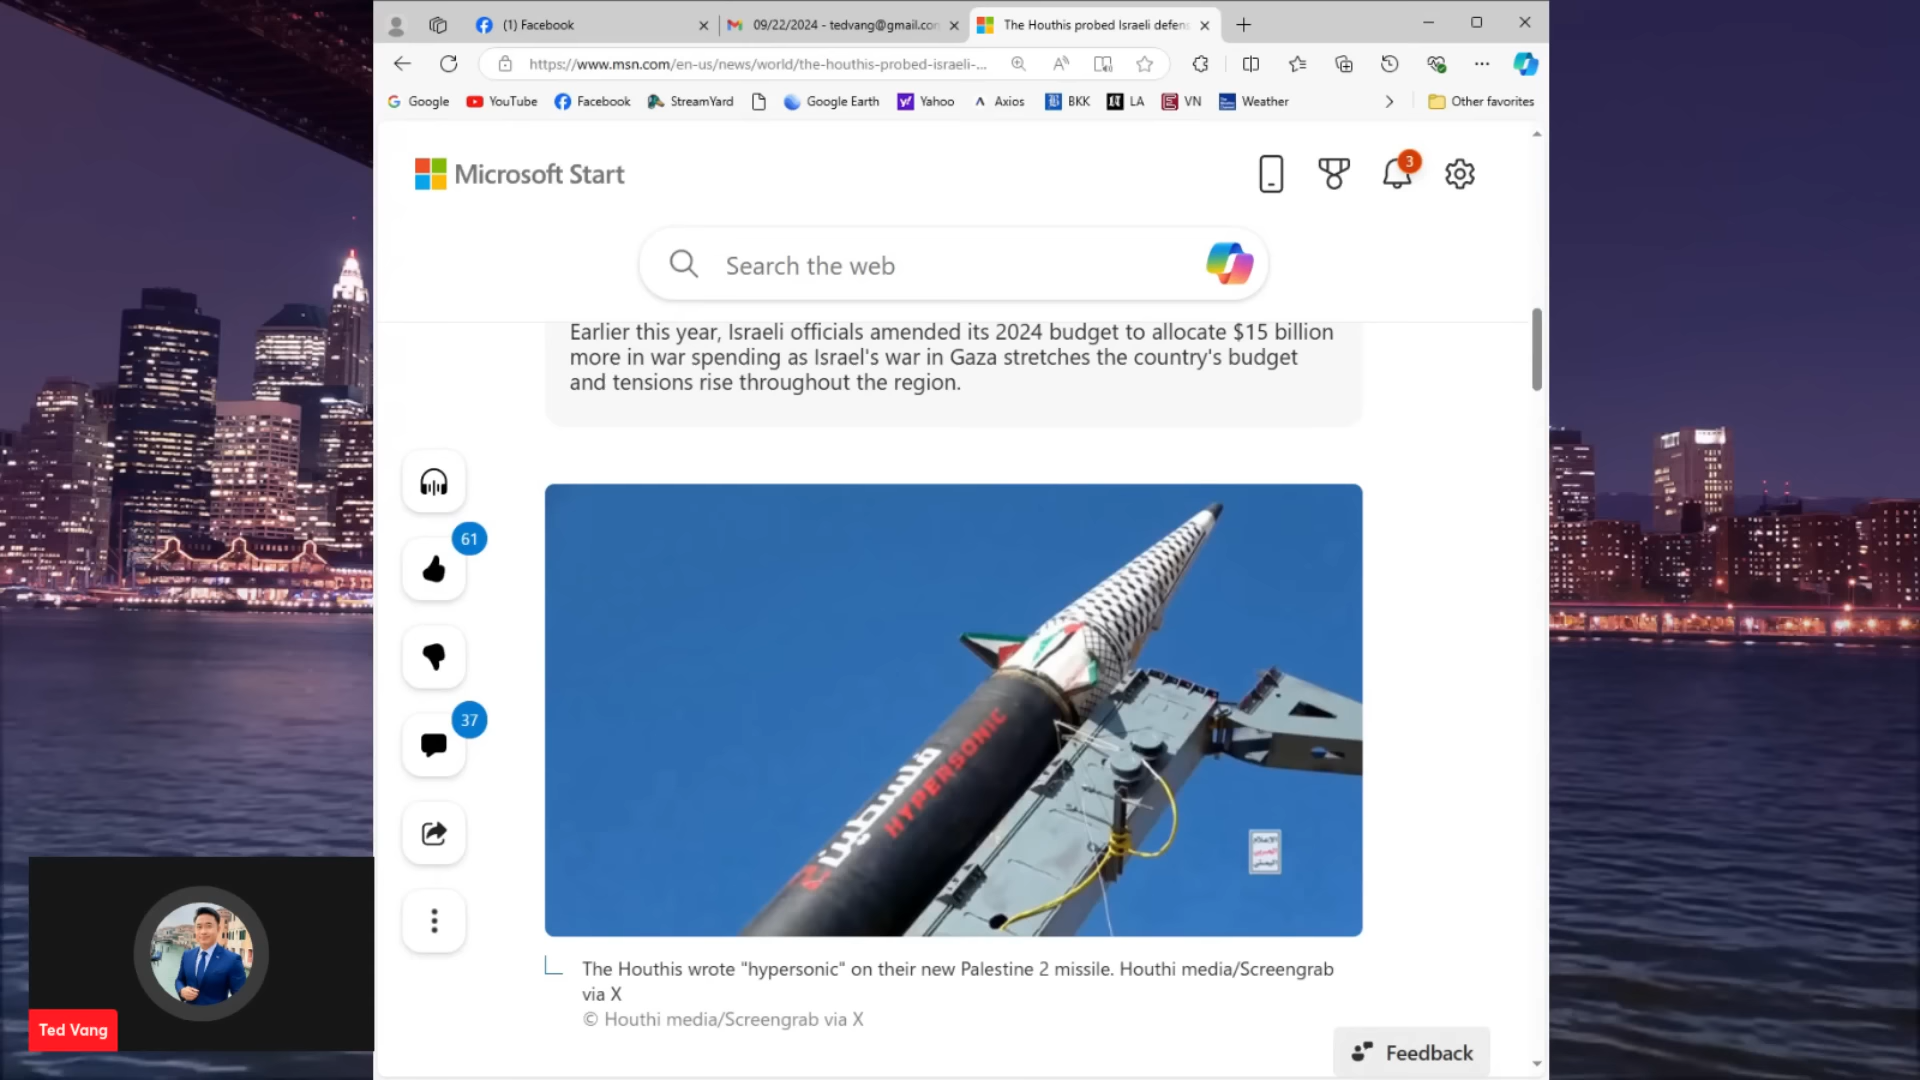 (1) Facebook
09/22/2024 - tedvang@gmail.com
The Houthis probed Israeli defens
https://www.msn.com/en-us/news/world/the-houthis-probed-israeli-...
Google YouTube Facebook StreamYard Google Earth Yahoo Axios BKK LA VN Weather Other favorites
Microsoft Start
3
Search the web
Earlier this year, Israeli officials amended its 2024 budget to allocate $15 billion
more in war spending as Israel's war in Gaza stretches the country's budget
and tensions rise throughout the region.
61
37
فلسطين 2
HYPERSONIC
The Houthis wrote "hypersonic" on their new Palestine 2 missile. Houthi media/Screengrab
via X
© Houthi media/Screengrab via X
Feedback
Ted Vang